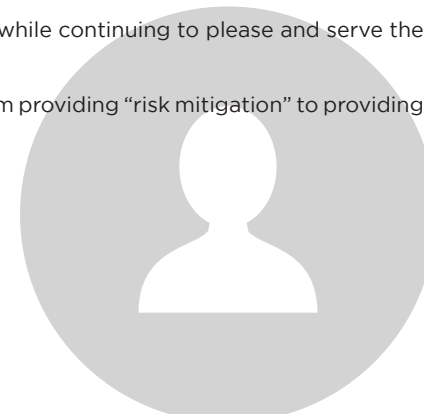 while continuing to please and serve the
m providing “risk mitigation” to providing